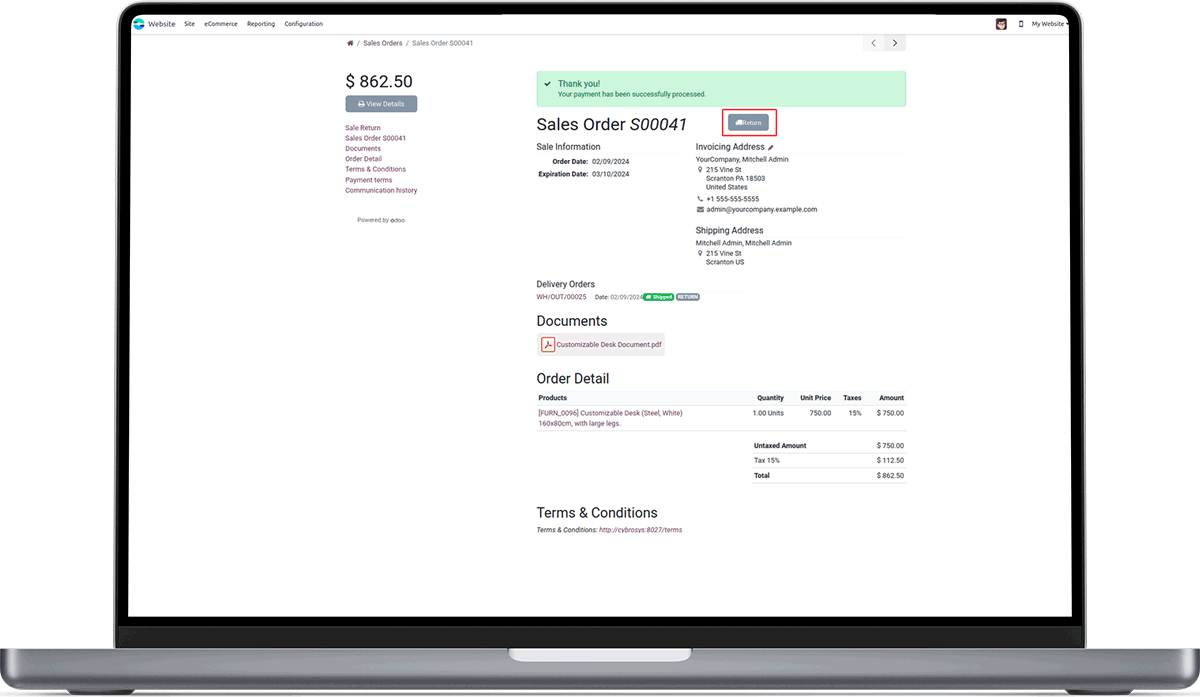 Website Site eCommerce Reporting Configuration My Website
/ Sales Orders / Sales Order S00041
$ 862.50
View Details
Sale Return
Sales Order S00041
Documents
Order Detail
Terms & Conditions
Payment terms
Communication history
Powered by odoo
Thank you!
Your payment has been successfully processed.
Sales Order S00041
Return
Sale Information
Order Date: 02/09/2024
Expiration Date: 03/10/2024
Invoicing Address
YourCompany, Mitchell Admin
215 Vine St
Scranton PA 18503
United States
+1 555-555-5555
admin@yourcompany.example.com
Shipping Address
Mitchell Admin, Mitchell Admin
215 Vine St
Scranton US
Delivery Orders
WH/OUT/00025 Date: 02/09/2024 Shipped RETURN
Documents
Customizable Desk Document.pdf
Order Detail
Products Quantity Unit Price Taxes Amount
[FURN_0096] Customizable Desk (Steel, White) 1.00 Units 750.00 15% $ 750.00
160x80cm, with large legs.
Untaxed Amount $ 750.00
Tax 15% $ 112.50
Total $ 862.50
Terms & Conditions
Terms & Conditions: http://cybrosys:8027/terms